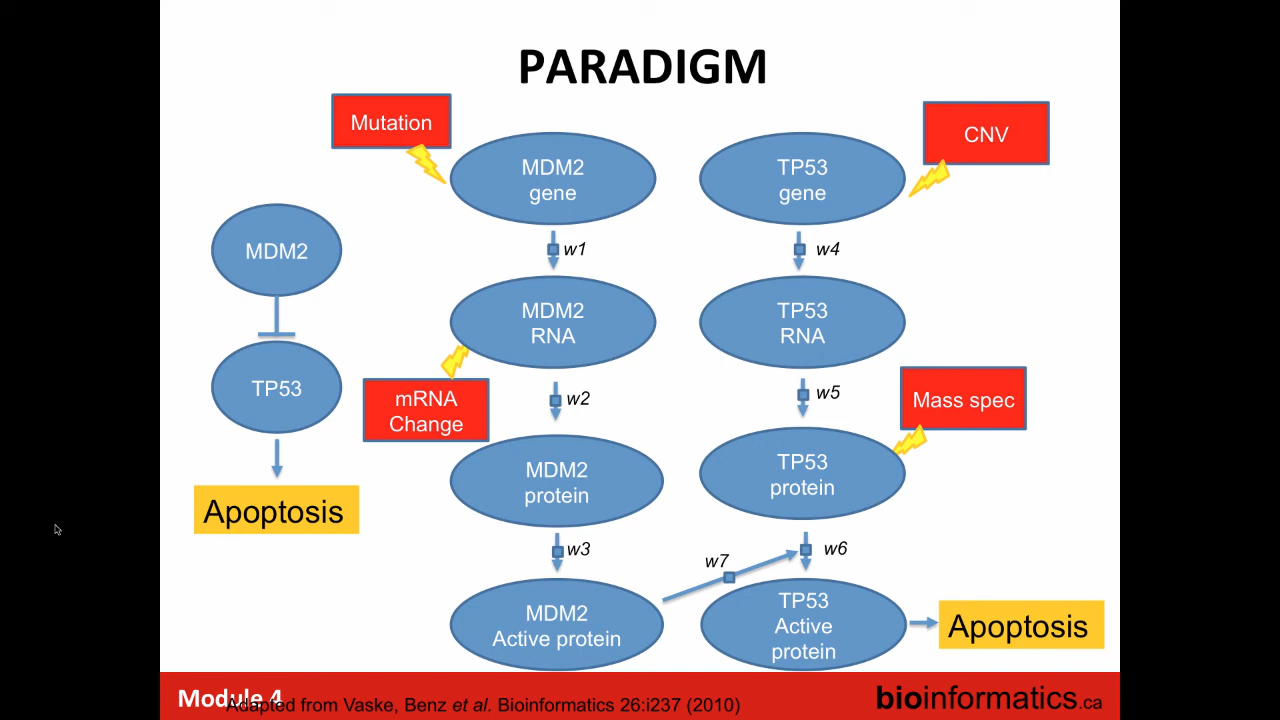 PARADIGM
Mutation
CNV
MDM2
gene
TP53
gene
MDM2
w1
w4
MDM2
RNA
TP53
RNA
TP53
mRNA
Change
w2
w5
Mass spec
MDM2
protein
TP53
protein
Apoptosis
w3
w7
w6
MDM2
Active protein
TP53
Active
protein
Apoptosis
Module 4
Adapted from Vaske, Benz et al. Bioinformatics 26:i237 (2010)
bioinformatics.ca